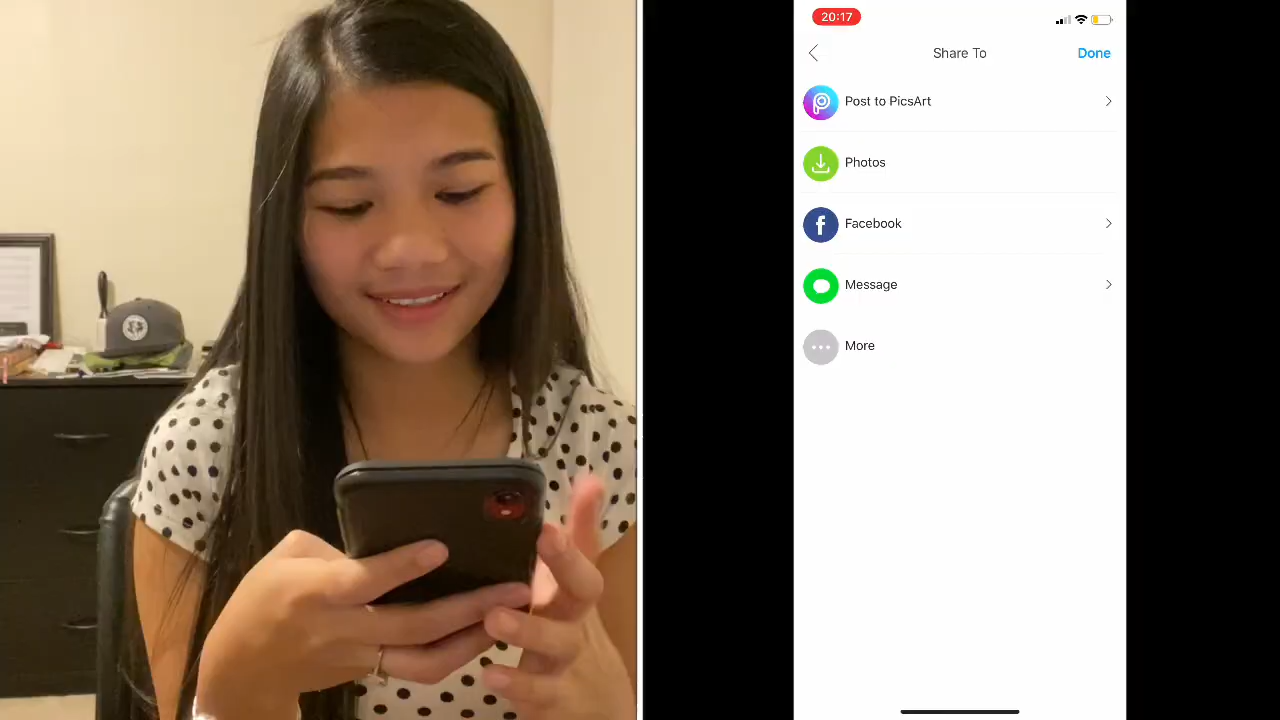 20:17
Share To
Done
Post to PicsArt
Photos
Facebook
Message
More